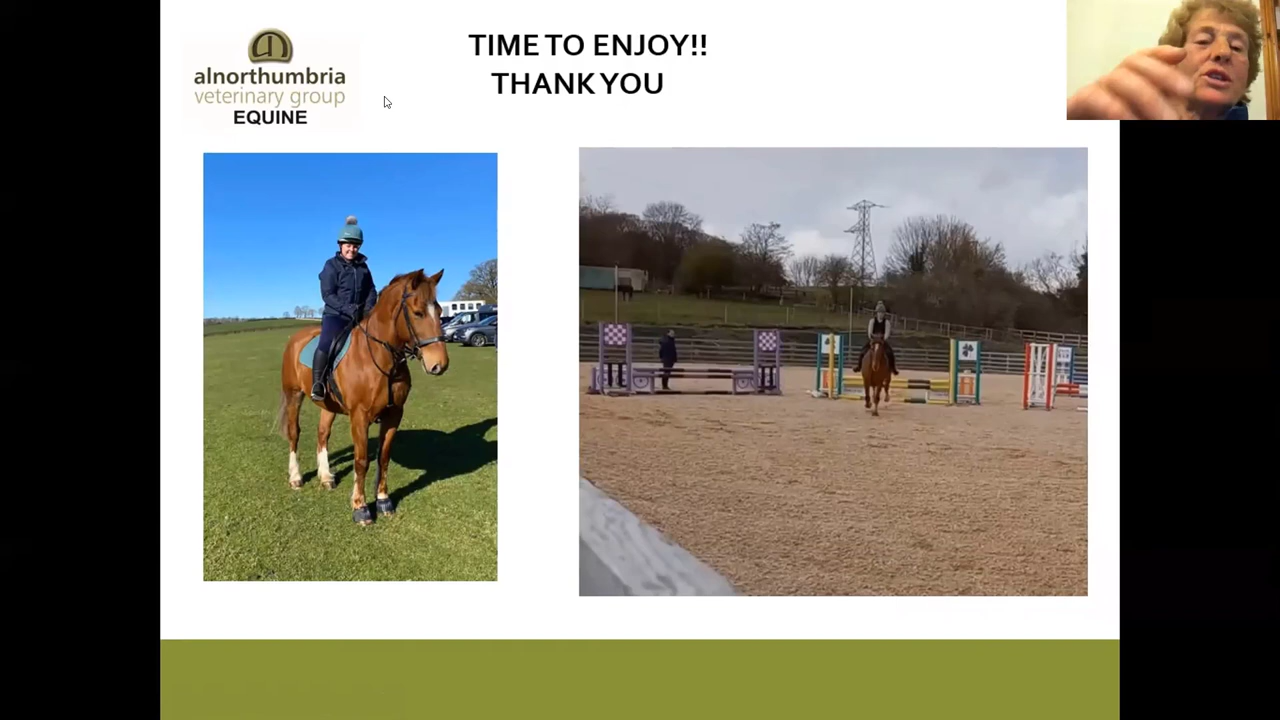 alnorthumbria
veterinary group
EQUINE
TIME TO ENJOY!!
THANK YOU